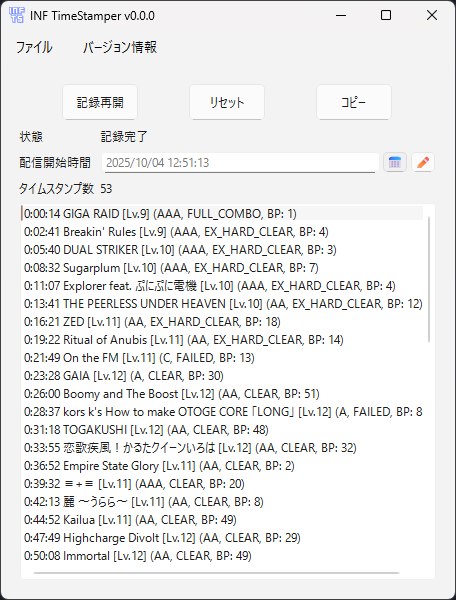 INF TimeStamper v0.0.0
ファイル バージョン情報
記録再開 リセット コピー
状態 記録完了
配信開始時間 2025/10/04 12:51:13
タイムスタンプ数 53
0:00:14 GIGA RAID [Lv.9] (AAA, FULL_COMBO, BP: 1)
0:02:41 Breakin' Rules [Lv.9] (AAA, EX_HARD_CLEAR, BP: 4)
0:05:40 DUAL STRIKER [Lv.10] (AAA, EX_HARD_CLEAR, BP: 3)
0:08:32 Sugarplum [Lv.10] (AAA, EX_HARD_CLEAR, BP: 7)
0:11:07 Explorer feat. ぷにぷに電機 [Lv.10] (AAA, EX_HARD_CLEAR, BP: 4)
0:13:41 THE PEERLESS UNDER HEAVEN [Lv.10] (AA, EX_HARD_CLEAR, BP: 12)
0:16:21 ZED [Lv.11] (AA, EX_HARD_CLEAR, BP: 18)
0:19:22 Ritual of Anubis [Lv.11] (AA, EX_HARD_CLEAR, BP: 14)
0:21:49 On the FM [Lv.11] (C, FAILED, BP: 13)
0:23:28 GAIA [Lv.12] (A, CLEAR, BP: 30)
0:26:00 Boomy and The Boost [Lv.12] (AA, CLEAR, BP: 51)
0:28:37 kors k's How to make OTOGE CORE「LONG」 [Lv.12] (A, FAILED, BP: 8
0:31:18 TOGAKUSHI [Lv.12] (AA, CLEAR, BP: 48)
0:33:55 恋歌疾風！かるたクイーンいろは [Lv.12] (AA, CLEAR, BP: 32)
0:36:52 Empire State Glory [Lv.11] (AA, CLEAR, BP: 2)
0:39:32 ≡+≡ [Lv.11] (AAA, CLEAR, BP: 20)
0:42:13 麗 ～うらら～ [Lv.11] (AA, CLEAR, BP: 8)
0:44:52 Kailua [Lv.11] (AA, CLEAR, BP: 49)
0:47:49 Highcharge Divolt [Lv.12] (AA, CLEAR, BP: 29)
0:50:08 Immortal [Lv.12] (AA, CLEAR, BP: 49)